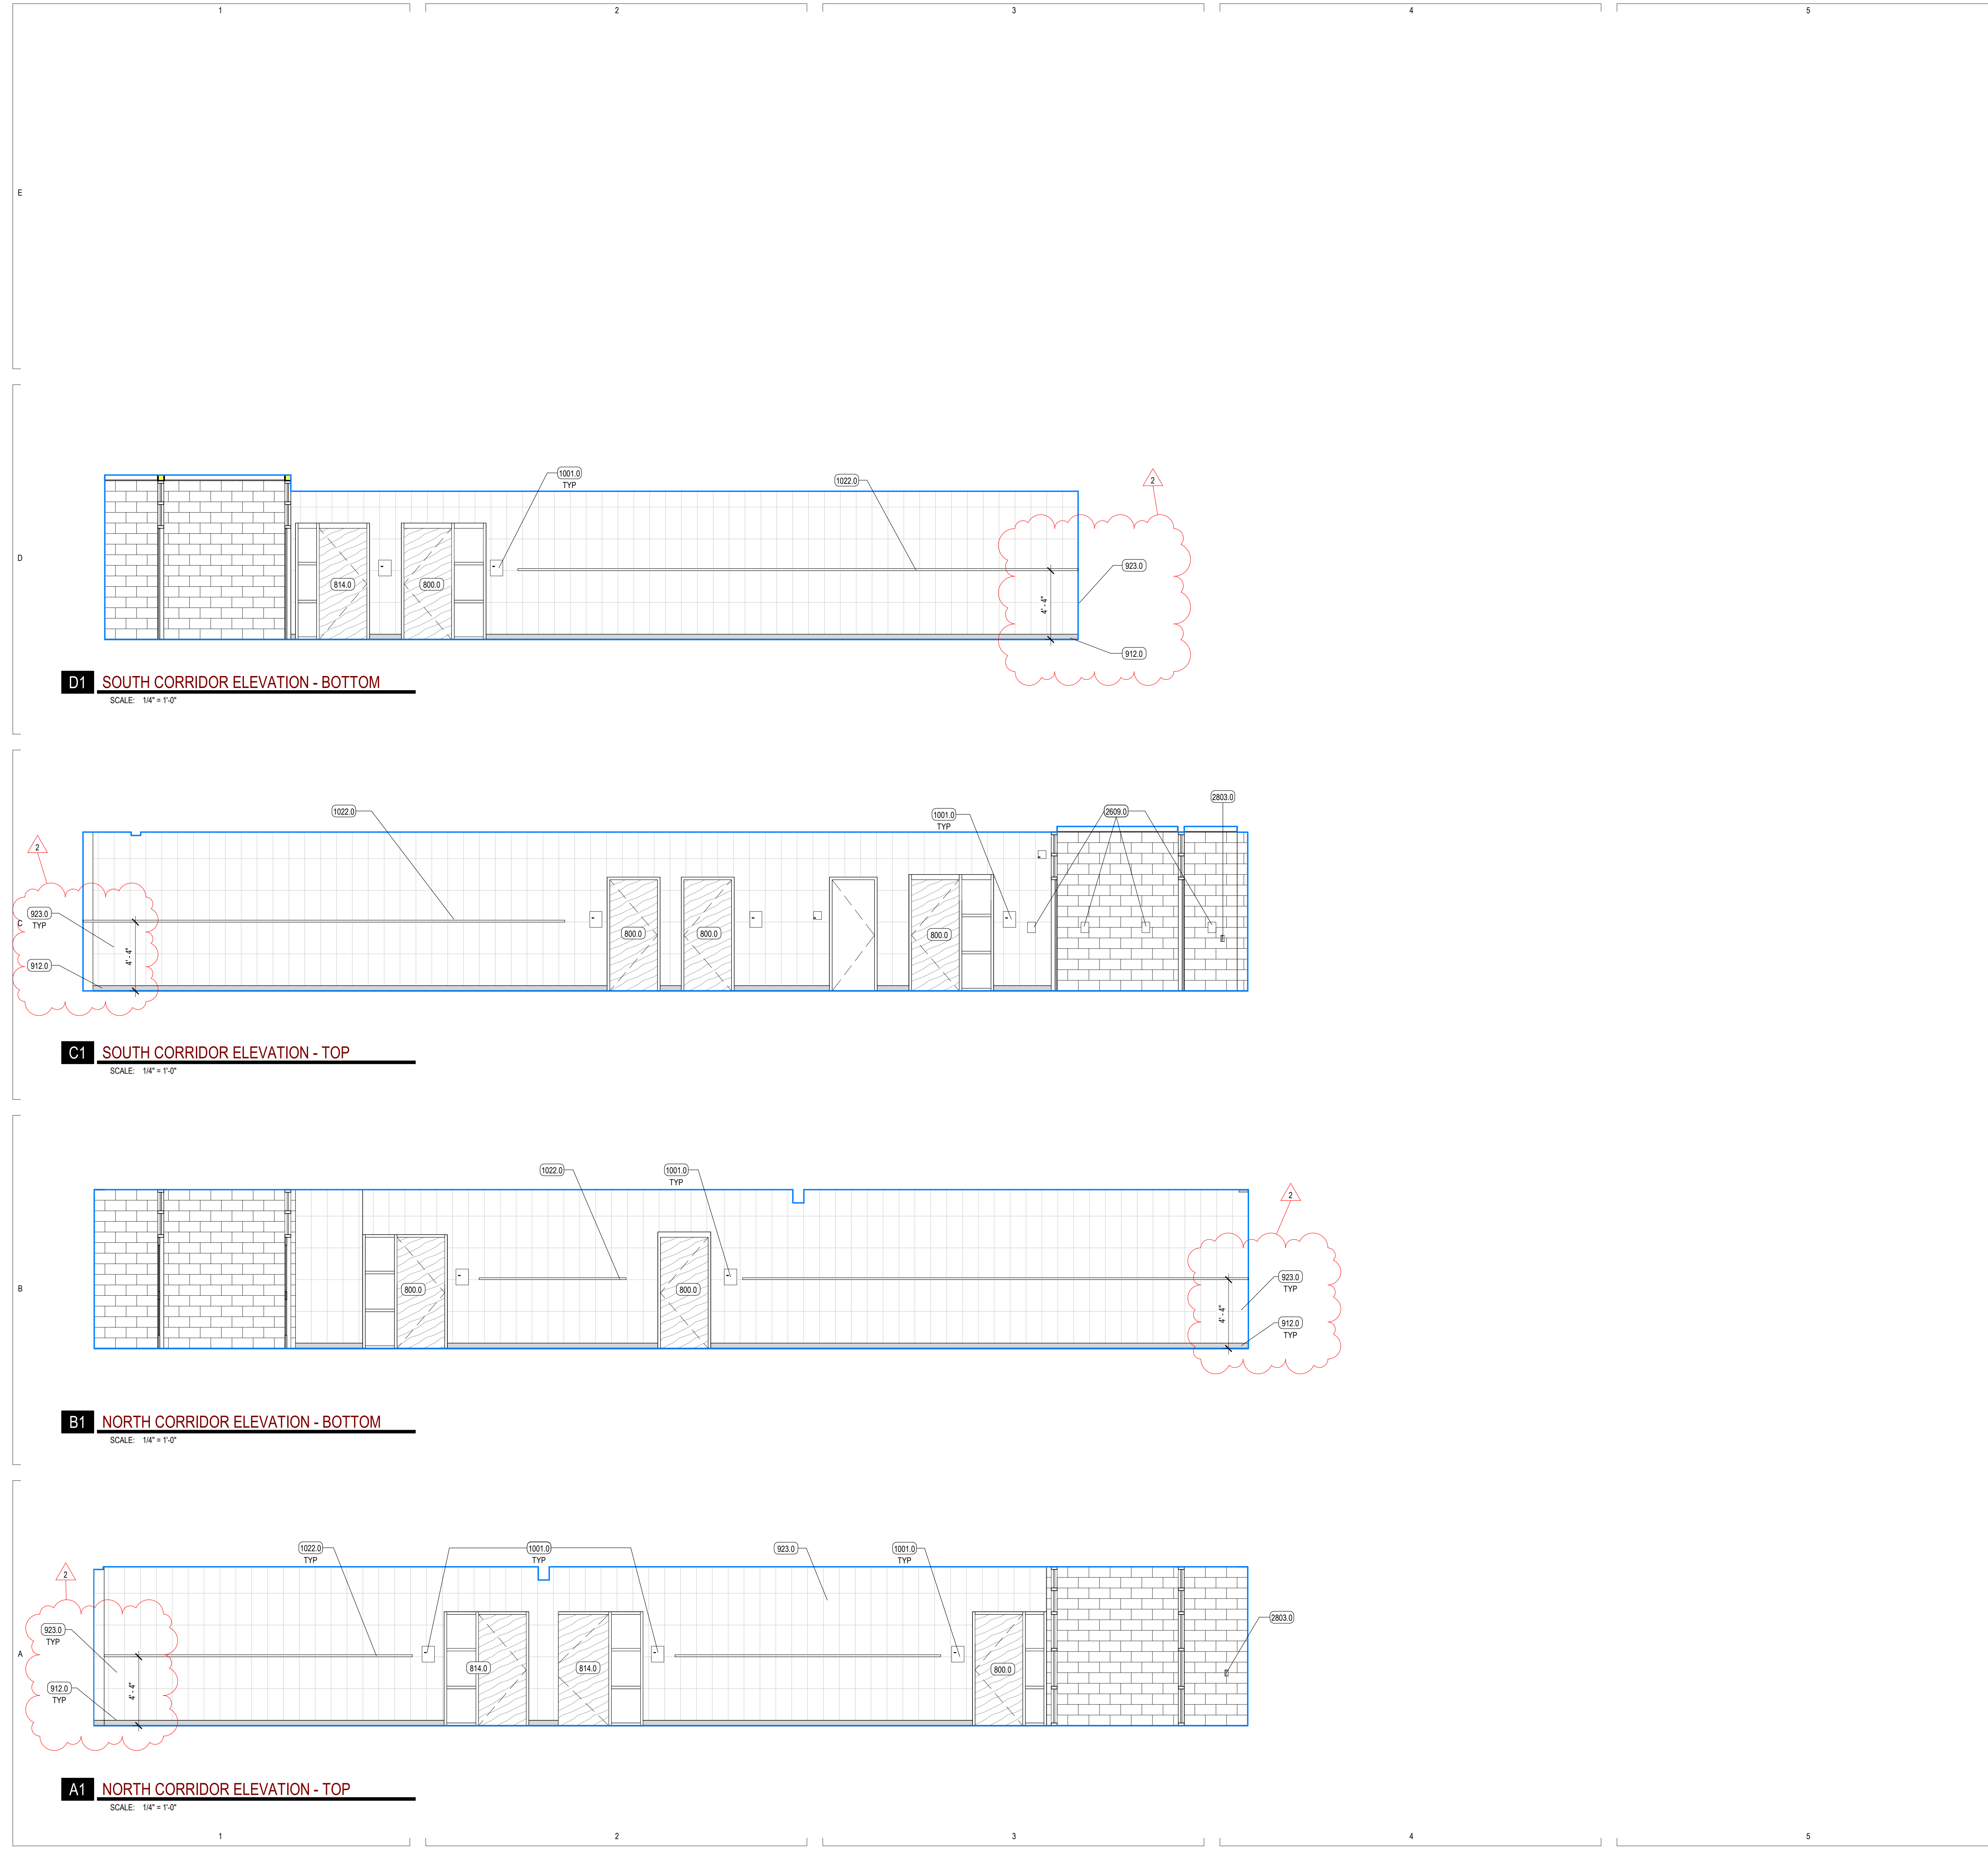 1 2 3 4 5
E
1001.0
TYP
1022.0
2
814.0
800.0
923.0
D
4' - 4"
912.0
D1 SOUTH CORRIDOR ELEVATION - BOTTOM
SCALE: 1/4" = 1'-0"
2803.0
1022.0
1001.0
TYP
2609.0
2
923.0
TYP
C
800.0
800.0
800.0
4' - 4"
912.0
C1 SOUTH CORRIDOR ELEVATION - TOP
SCALE: 1/4" = 1'-0"
1022.0
1001.0
TYP
2
923.0
TYP
B
800.0
800.0
4' - 4"
912.0
TYP
B1 NORTH CORRIDOR ELEVATION - BOTTOM
SCALE: 1/4" = 1'-0"
1022.0
TYP
1001.0
TYP
923.0
1001.0
TYP
2
2803.0
923.0
TYP
A
814.0
814.0
800.0
4' - 4"
912.0
TYP
A1 NORTH CORRIDOR ELEVATION - TOP
SCALE: 1/4" = 1'-0"
1 2 3 4 5